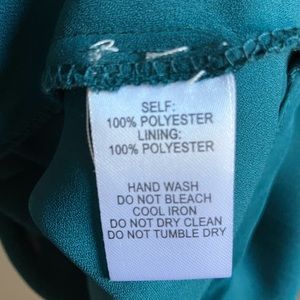 SELF:
100% POLYESTER
LINING:
100% POLYESTER
HAND WASH
DO NOT BLEACH
COOL IRON
DO NOT DRY CLEAN
DO NOT TUMBLE DRY